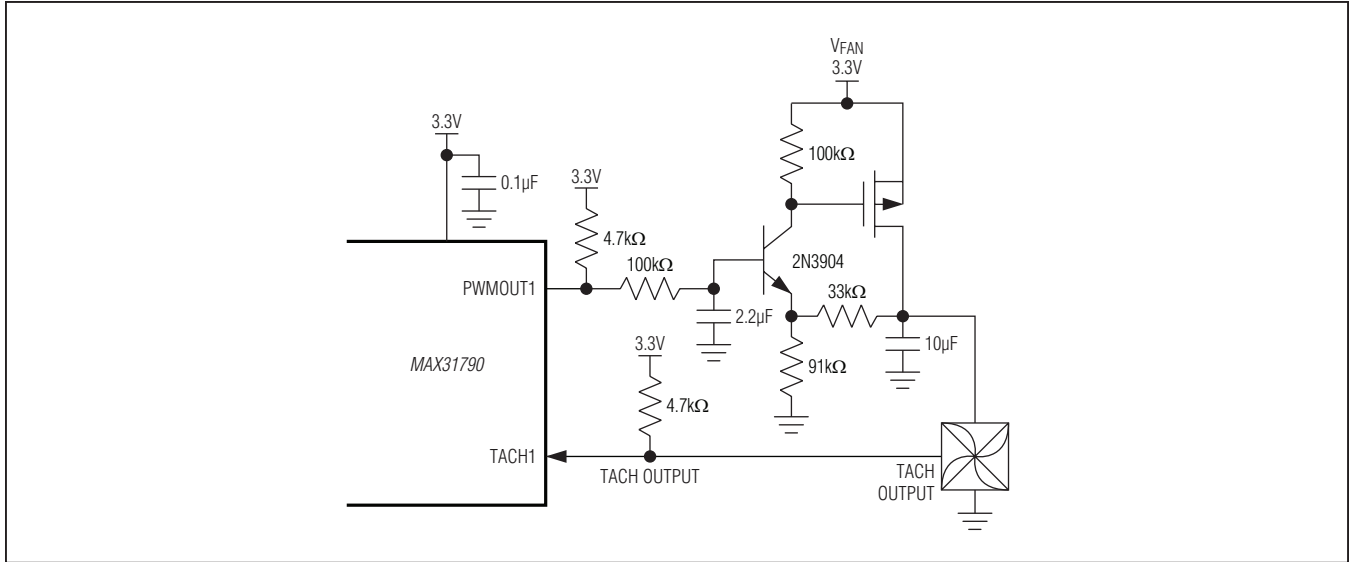 VFAN
3.3V
3.3V
0.1µF
3.3V
4.7kΩ
100kΩ
100kΩ
2N3904
PWMOUT1
2.2µF
33kΩ
10µF
91kΩ
MAX31790
3.3V
4.7kΩ
TACH1
TACH OUTPUT
TACH
OUTPUT